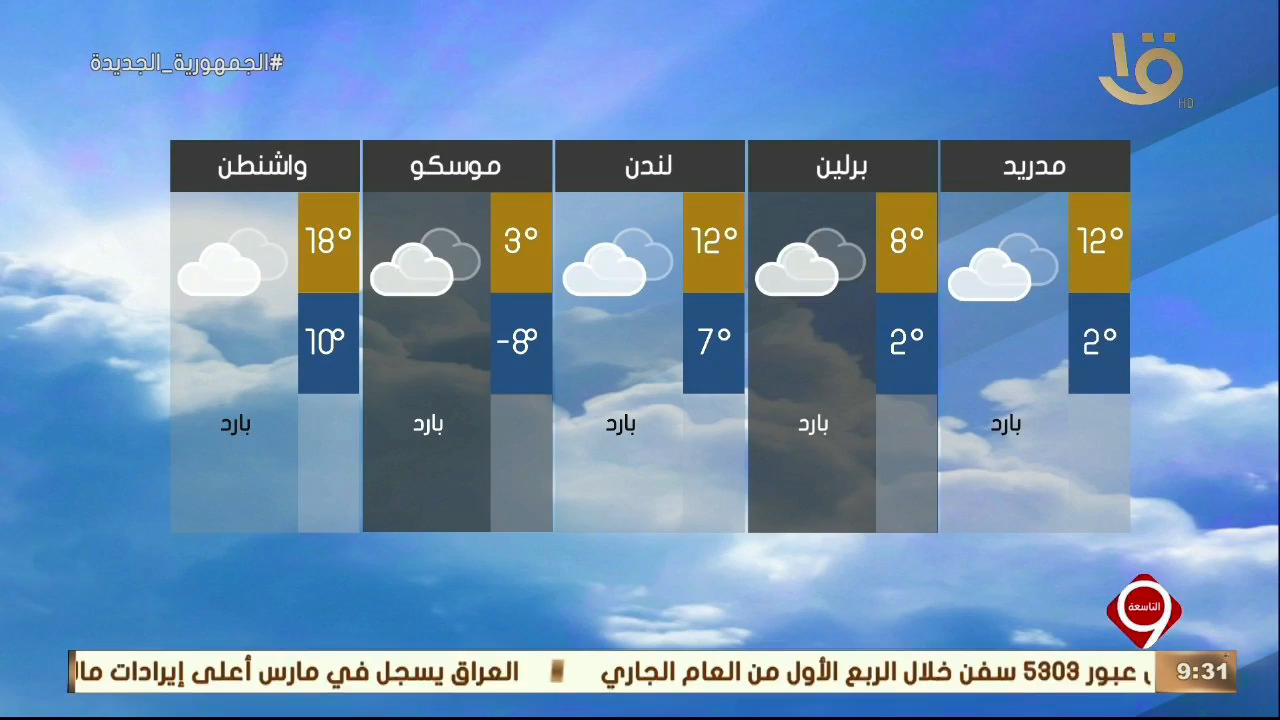 #الجمهورية_الجديدة
HD
مدريد
12°
2°
بارد
برلين
8°
2°
بارد
لندن
12°
7°
بارد
موسكو
3°
-8°
بارد
واشنطن
18°
10°
بارد
التاسعة
9
9:31
عبور 5303 سفن خلال الربع الأول من العام الجاري
العراق يسجل في مارس أعلى إيرادات